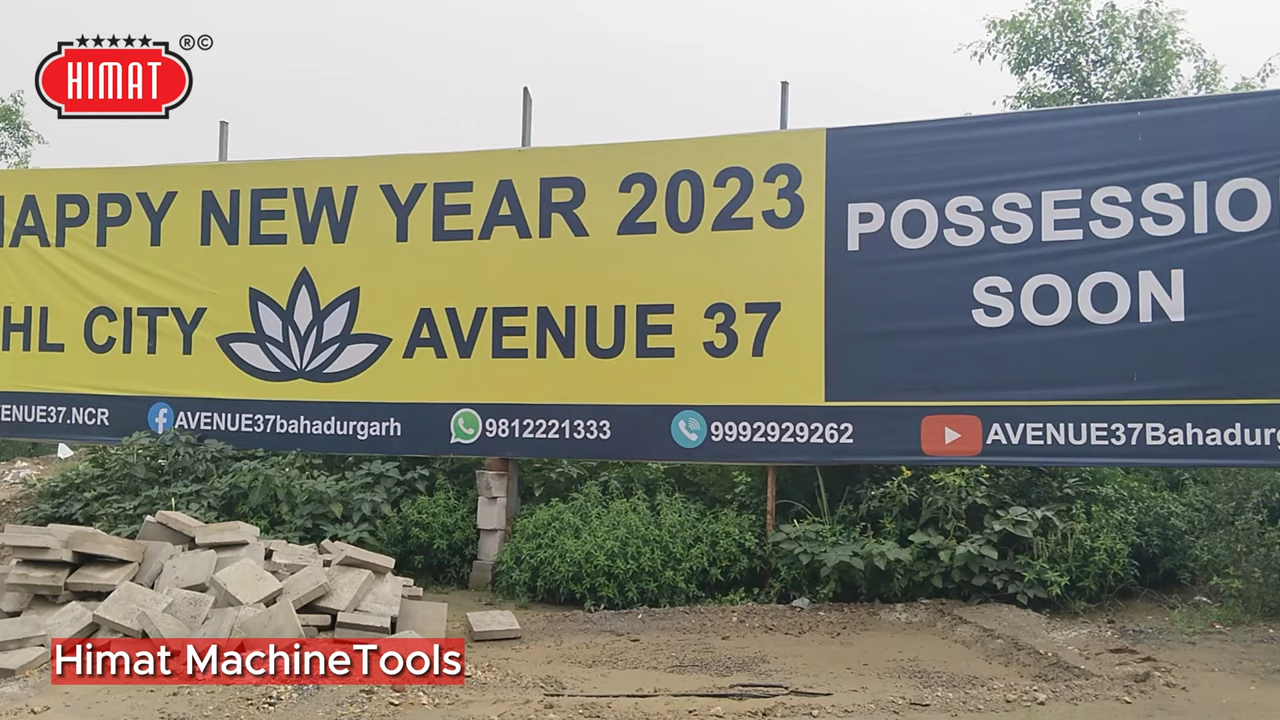 HIMAT ®©
HAPPY NEW YEAR 2023
HL CITY AVENUE 37
POSSESSIO
SOON
ENUE37.NCR AVENUE37bahadurgarh 9812221333 9992929262 AVENUE37Bahadurg
Himat MachineTools